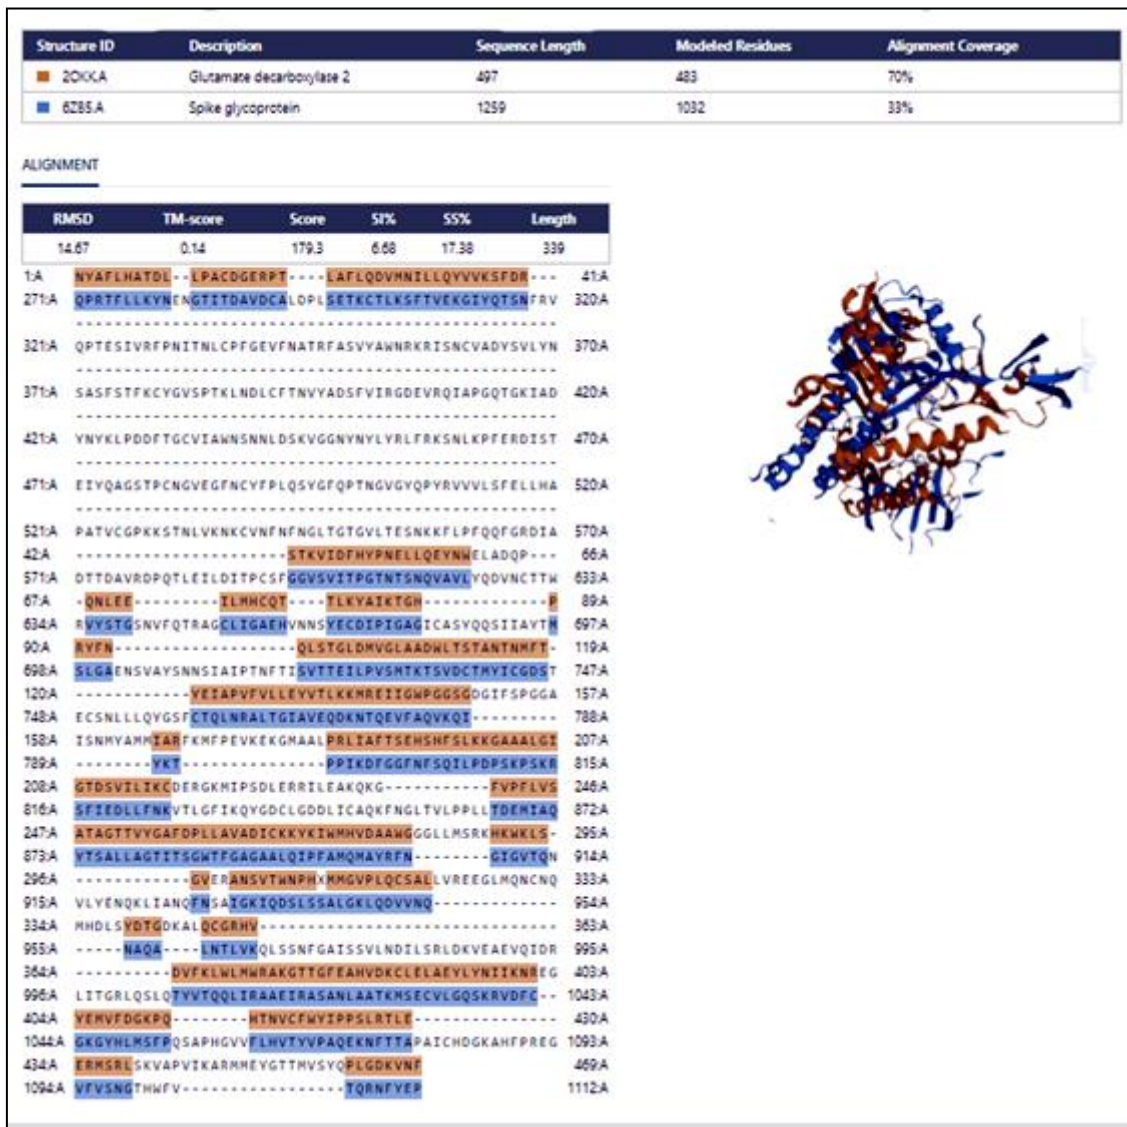 Structure ID Description Sequence Length Modeled Residues Alignment Coverage
2OKK.A Glutamate decarboxylase 2 497 483 70%
6ZB5.A Spike glycoprotein 1259 1032 33%
ALIGNMENT
RMSD TM-score Score SI% SS% Length
14.67 0.14 179.3 6.68 17.38 339
1:A NYAFLHATDL--LPACDGERPT----LAFLQDVMNILLQYVVKSFDR--- 41:A
271:A QPRTFLLKYNENGTITDAVDCALDPLSETKCTLKSFTVEKGIYQTSNFRV 320:A
--------------------------------------------------
321:A QPTESIVRFPNITNLCPFGEVFNATRFASVYAWNRKRISNCVADYSVLYN 370:A
--------------------------------------------------
371:A SASFSTFKCYGVSPTKLNDLCFTNVYADSFVIRGDEVRQIAPGQTGKIAD 420:A
--------------------------------------------------
421:A YNYKLPDDFTGCVIAWNSNNLDSKVGGNYNYLYRLFRKSNLKPFERDIST 470:A
--------------------------------------------------
471:A EIYQAGSTPCNGVEGFNCYFPLQSYGFQPTNGVGYQPYRVVVLSFELLHA 520:A
--------------------------------------------------
521:A PATVCGPKKSTNLVKNKCVNFNFNGLTGTGVLTESNKKFLPFQQFGRDIA 570:A
42:A ----------------------STKVIDFHYPNELLQEYNWELADQP--- 66:A
571:A DTTDAVRDPQTLEILDITPCSFGGVSVITPGTNTSNQVAVLYQDVNCTTW 633:A
67:A -QNLEE---------ILMHCQT----TLKYAIKTGH-------------P 89:A
634:A RVYSTGSNVFQTRAGCLIGAEHVNNSYECDIPIGAGICASYQQSIIAYTM 697:A
90:A RYFN-------------------QLSTGLDMVGLAADWLTSTANTNMFT- 119:A
698:A SLGAENSVAYSNNSIAIPTNFTISVTTEILPVSMTKTSVDCTMYICGDST 747:A
120:A ------------YEIAPVFVLLEYVTLKKMREIIGWPGGSGDGIFSPGGA 157:A
748:A ECSNLLLQYGSFCTQLNRALTGIAVEQDKNTQEVFAQVKQI--------- 788:A
158:A ISNMYAMMIARFKMFPEVKEKGMAALPRLIAFTSEHSHFSLKKGAAALGI 207:A
789:A --------YKT---------------PPIKDFGGFNFSQILPDPSKPSKR 815:A
208:A GTDSVILIKCDERGKMIPSDLERRILEAKQKG-----------FVPFLVS 246:A
816:A SFIEDLLFNKVTLGFIKQYGDCLGDDLICAQKFNGLTVLPPLLTDEMIAQ 872:A
247:A ATAGTTVYGAFDPLLAVADICKKYKIWMHVDAAWGGGLLMSRKHKWKLS- 295:A
873:A YTSALLAGTITSGWTFGAGAALQIPFAMQMAYRFN--------GIGVTQN 914:A
296:A ------------GVERANSVTWNPHXMMGVPLQCSALLVREEGLMQNCNQ 333:A
915:A VLYENQKLIANQFNSAIGKIQDSLSSALGKLQDVVNQ------------- 954:A
334:A MHDLSYDTGDKALQCGRHV------------------------------- 363:A
955:A -----NAQA----LNTLVKQLSSNFGAISSVLNDILSRLDKVEAEVQIDR 995:A
364:A ----------DVFKLWLMWRAKGTTGFEAHVDKCLELAEYLYNIIKNREG 403:A
996:A LITGRLQSLQTYVTQQLIRAAEIRASANLAATKMSECVLGQSKRVDFC-- 1043:A
404:A YEMVFDGKPQ--------HTNVCFWYIPPSLRTLE--------------- 430:A
1044:A GKGYHLMSFPQSAPHGVVFLHVTYVPAQEKNFTTAPAICHDGKAHFPREG 1093:A
434:A ERMSRLSKVAPVIKARMMEYGTTMVSYQPLGDKVNF 469:A
1094:A VFVSNGTHWFV-----------------TQRNFYEP 1112:A